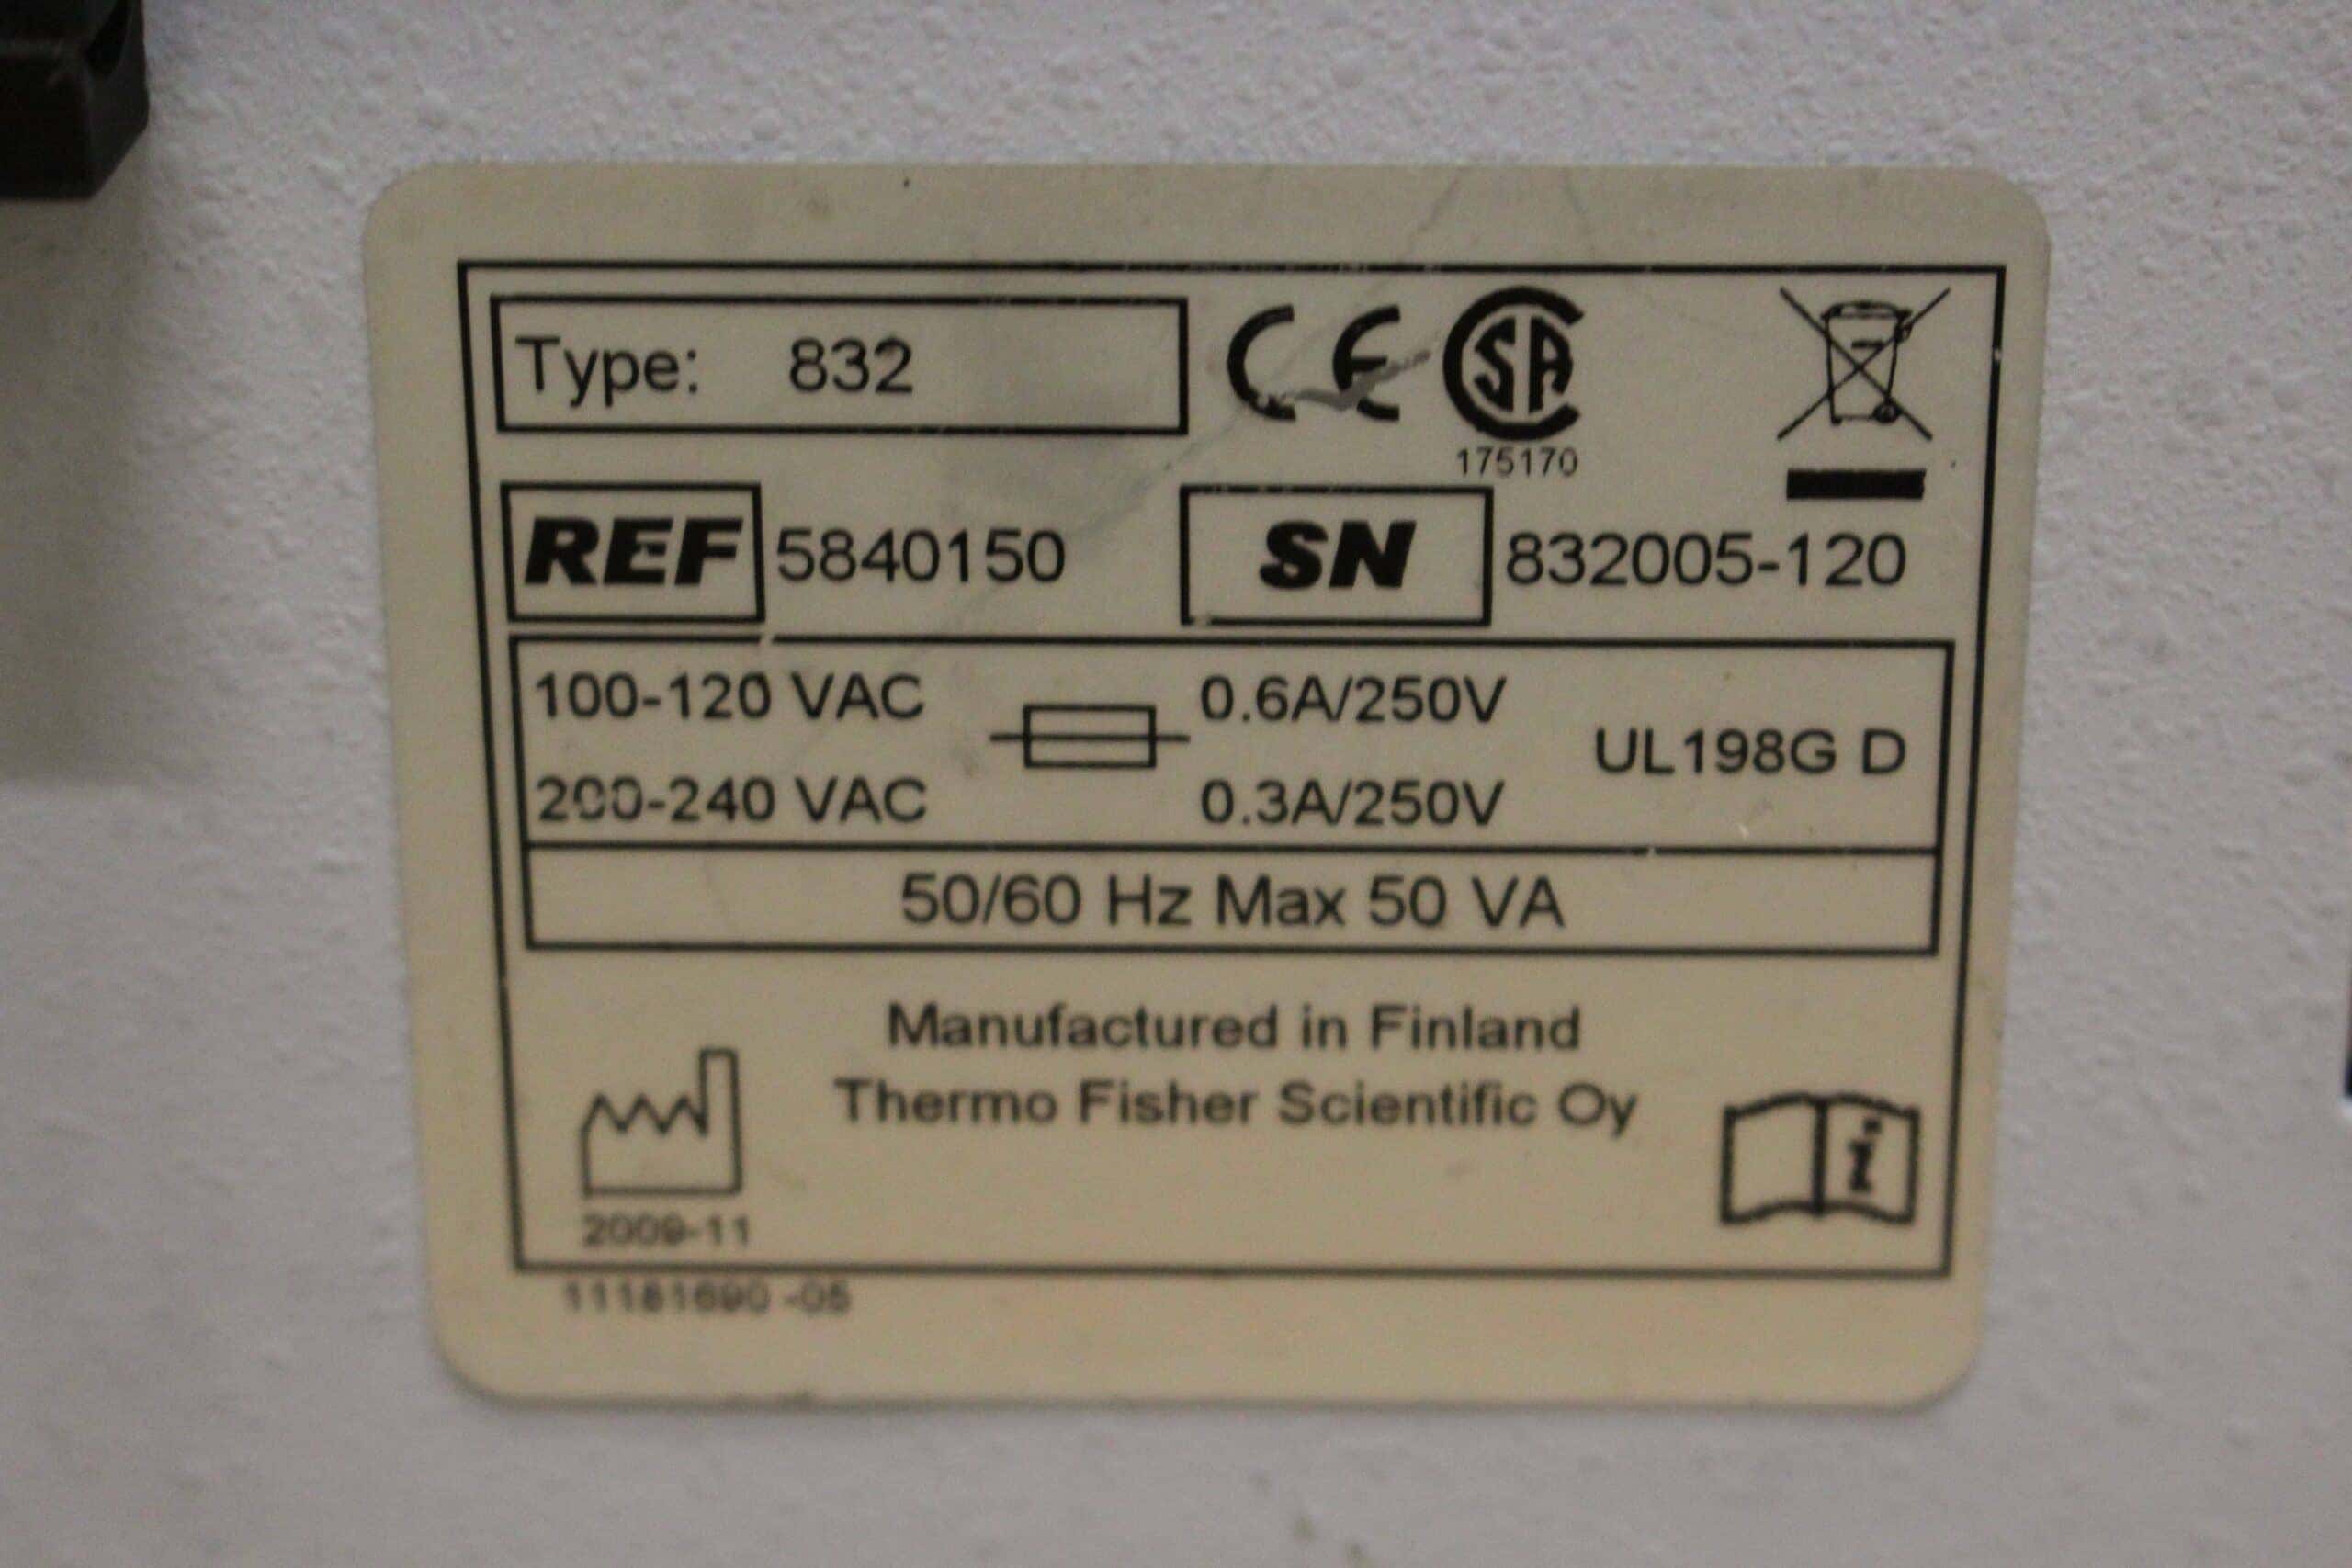 Type: 832 CE CSA
175170
REF 5840150 SN 832005-120
100-120 VAC 0.6A/250V
UL198G D
200-240 VAC 0.3A/250V
50/60 Hz Max 50 VA
Manufactured in Finland
Thermo Fisher Scientific Oy
i
2009-11
11181690 -05